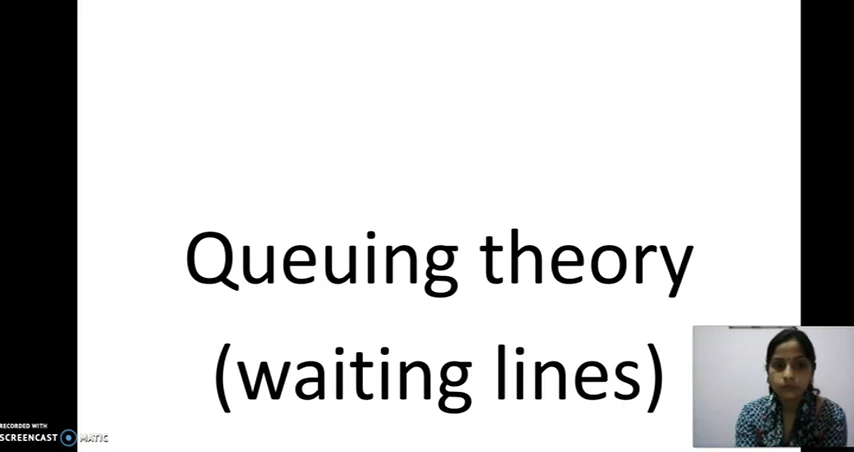 Queuing theory
(waiting lines)
RECORDED WITH
SCREENCAST MATIC